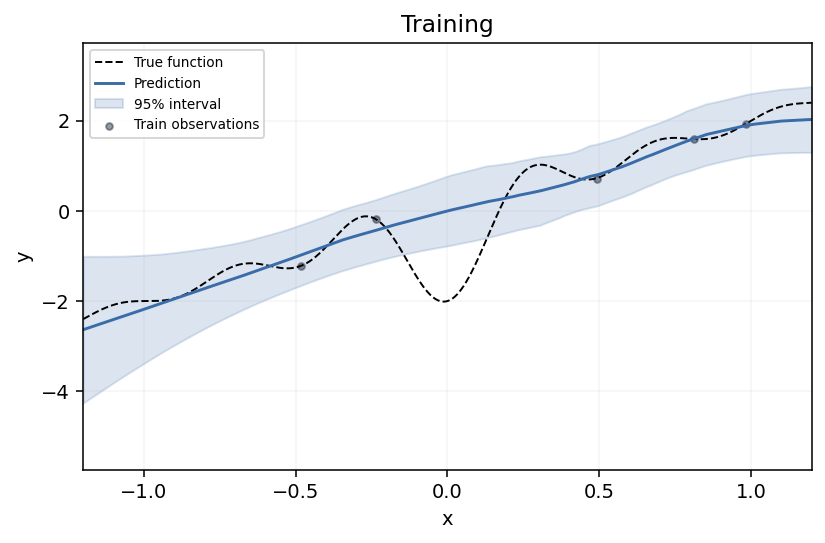 Training
True function
Prediction
95% interval
Train observations
y
2
0
−2
−4
−1.0
−0.5
0.0
0.5
1.0
x